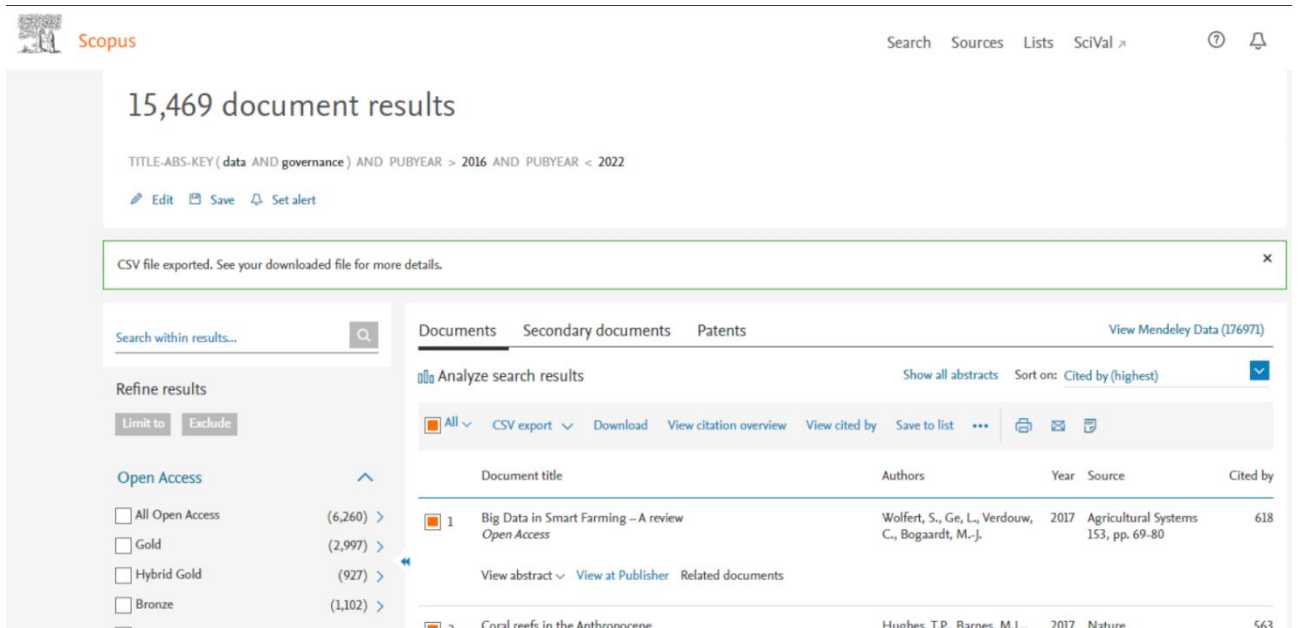 Scopus
Search Sources Lists SciVal ↗
15,469 document results
TITLE-ABS-KEY ( data AND governance ) AND PUBYEAR > 2016 AND PUBYEAR < 2022
Edit Save Set alert
CSV file exported. See your downloaded file for more details. ×
Search within results...
Documents Secondary documents Patents
View Mendeley Data (176971)
Refine results
Limit to Exclude
Analyze search results
Show all abstracts Sort on: Cited by (highest)
All CSV export Download View citation overview View cited by Save to list •••
Document title Authors Year Source Cited by
Open Access
All Open Access (6,260) >
Gold (2,997) >
Hybrid Gold (927) >
Bronze (1,102) >
1 Big Data in Smart Farming – A review Wolfert, S., Ge, L., Verdouw, 2017 Agricultural Systems 618
Open Access C., Bogaardt, M.-J. 153, pp. 69-80
View abstract View at Publisher Related documents
Coral reefs in the Anthropocene Hughes, T.P., Barnes, M.L., 2017 Nature 563